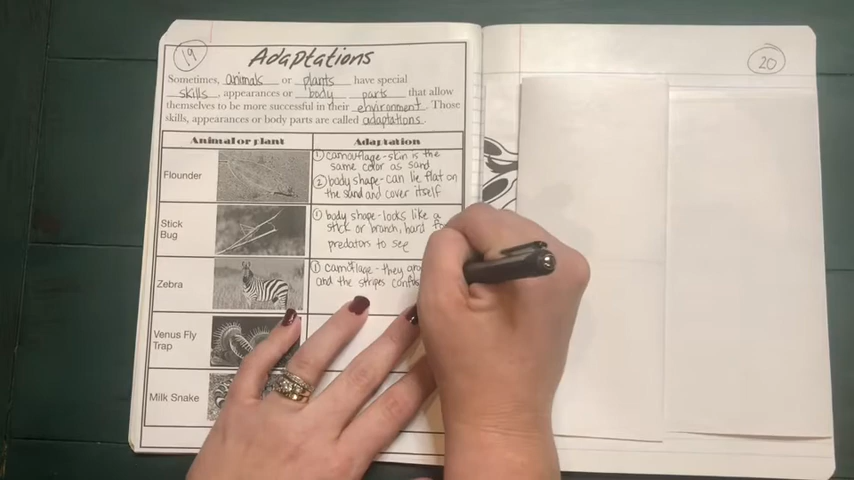 19
Adaptations
20
Sometimes, animals or plants have special
skills, appearances or body parts that allow
themselves to be more successful in their environment. Those
skills, appearances or body parts are called adaptations.
Animal or plant Adaptation
Flounder
① camouflage - skin is the
same color as sand
② body shape - can lie flat on
the sand and cover itself
Stick
Bug
① body shape - looks like a
stick or branch, hard
predators to see
Zebra
① camoflage - they
and the stripes
Venus Fly
Trap
Milk Snake